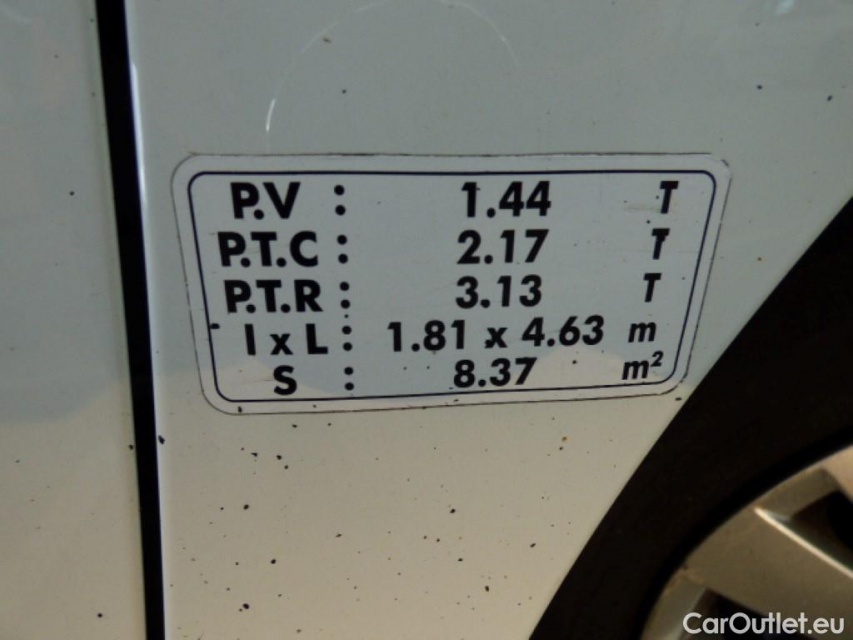 P.V : 1.44 T
P.T.C : 2.17 T
P.T.R : 3.13 T
l x L : 1.81 x 4.63 m
S : 8.37 m²
CarOutlet.eu